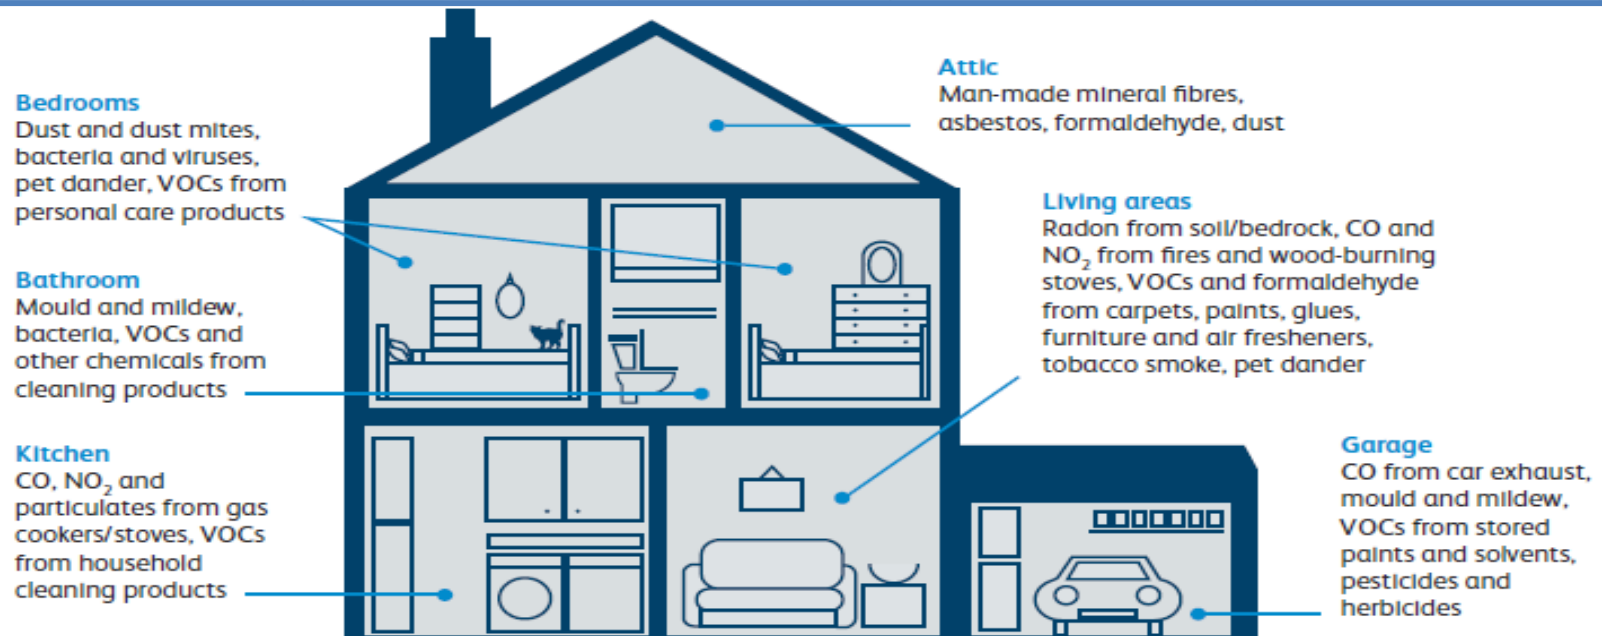 Bedrooms
Dust and dust mites,
bacteria and viruses,
pet dander, VOCs from
personal care products
Bathroom
Mould and mildew,
bacteria, VOCs and
other chemicals from
cleaning products
Kitchen
CO, NO₂ and
particulates from gas
cookers/stoves, VOCs
from household
cleaning products
Attic
Man-made mineral fibres,
asbestos, formaldehyde, dust
Living areas
Radon from soil/bedrock, CO and
NO₂ from fires and wood-burning
stoves, VOCs and formaldehyde
from carpets, paints, glues,
furniture and air fresheners,
tobacco smoke, pet dander
Garage
CO from car exhaust,
mould and mildew,
VOCs from stored
paints and solvents,
pesticides and
herbicides